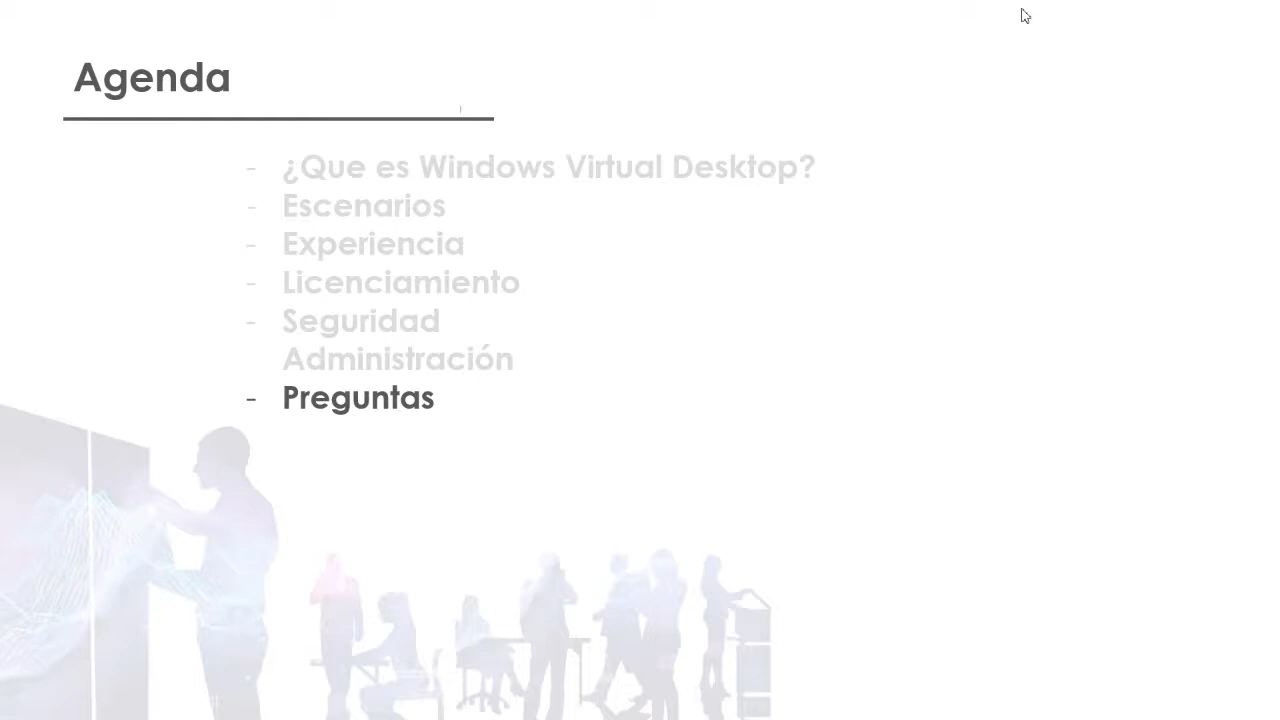 Agenda
- ¿Que es Windows Virtual Desktop?
- Escenarios
- Experiencia
- Licenciamiento
- Seguridad
Administración
- Preguntas